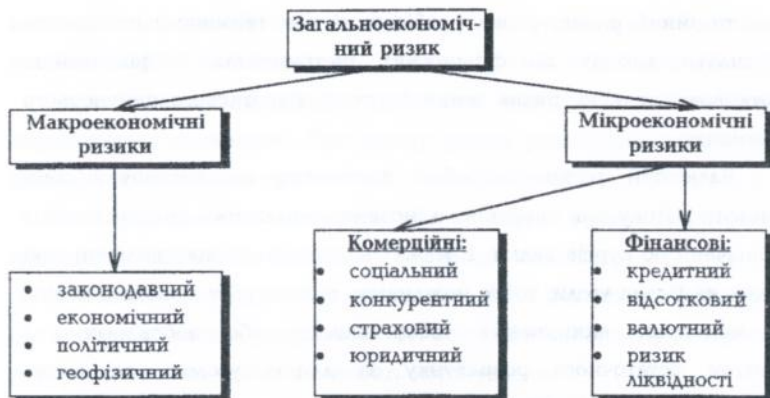 Загальноекономіч-
ний ризик
Макроекономічні
ризики
Мікроекономічні
ризики
• законодавчий
• економічний
• політичний
• геофізичний
Комерційні:
• соціальний
• конкурентний
• страховий
• юридичний
Фінансові:
• кредитний
• відсотковий
• валютний
• ризик
ліквідності